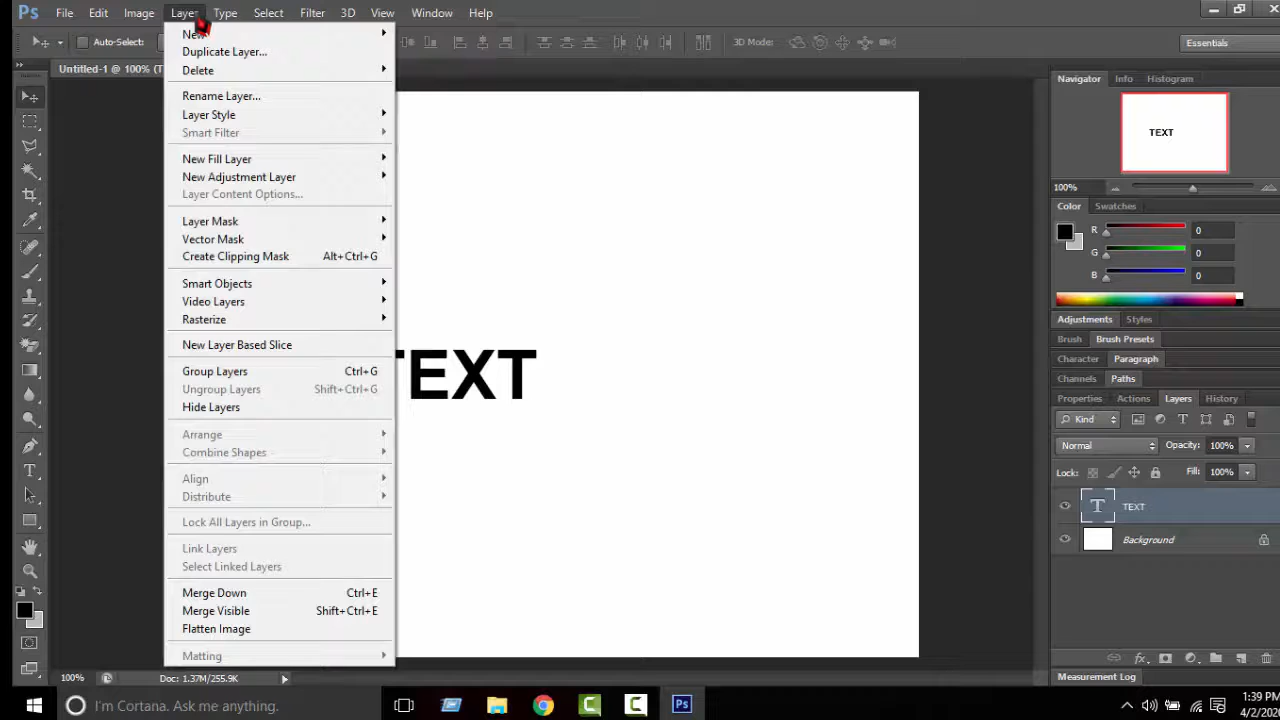 Ps File Edit Image Layer Type Select Filter 3D View Window Help
Auto-Select: 3D Mode: Essentials
Untitled-1 @ 100% (T
New
Duplicate Layer...
Delete
Rename Layer...
Layer Style
Smart Filter
New Fill Layer
New Adjustment Layer
Layer Content Options...
Layer Mask
Vector Mask
Create Clipping Mask Alt+Ctrl+G
Smart Objects
Video Layers
Rasterize
New Layer Based Slice
Group Layers Ctrl+G
Ungroup Layers Shift+Ctrl+G
Hide Layers
Arrange
Combine Shapes
Align
Distribute
Lock All Layers in Group...
Link Layers
Select Linked Layers
Merge Down Ctrl+E
Merge Visible Shift+Ctrl+E
Flatten Image
Matting
TEXT
Navigator Info Histogram
TEXT
100%
Color Swatches
R 0
G 0
B 0
Adjustments Styles
Brush Brush Presets
Character Paragraph
Channels Paths
Properties Actions Layers History
Kind
Normal Opacity: 100%
Lock: Fill: 100%
T TEXT
Background
fx
Measurement Log
100% Doc: 1.37M/255.9K
I'm Cortana. Ask me anything.
Ps
1:39 PM
4/2/20